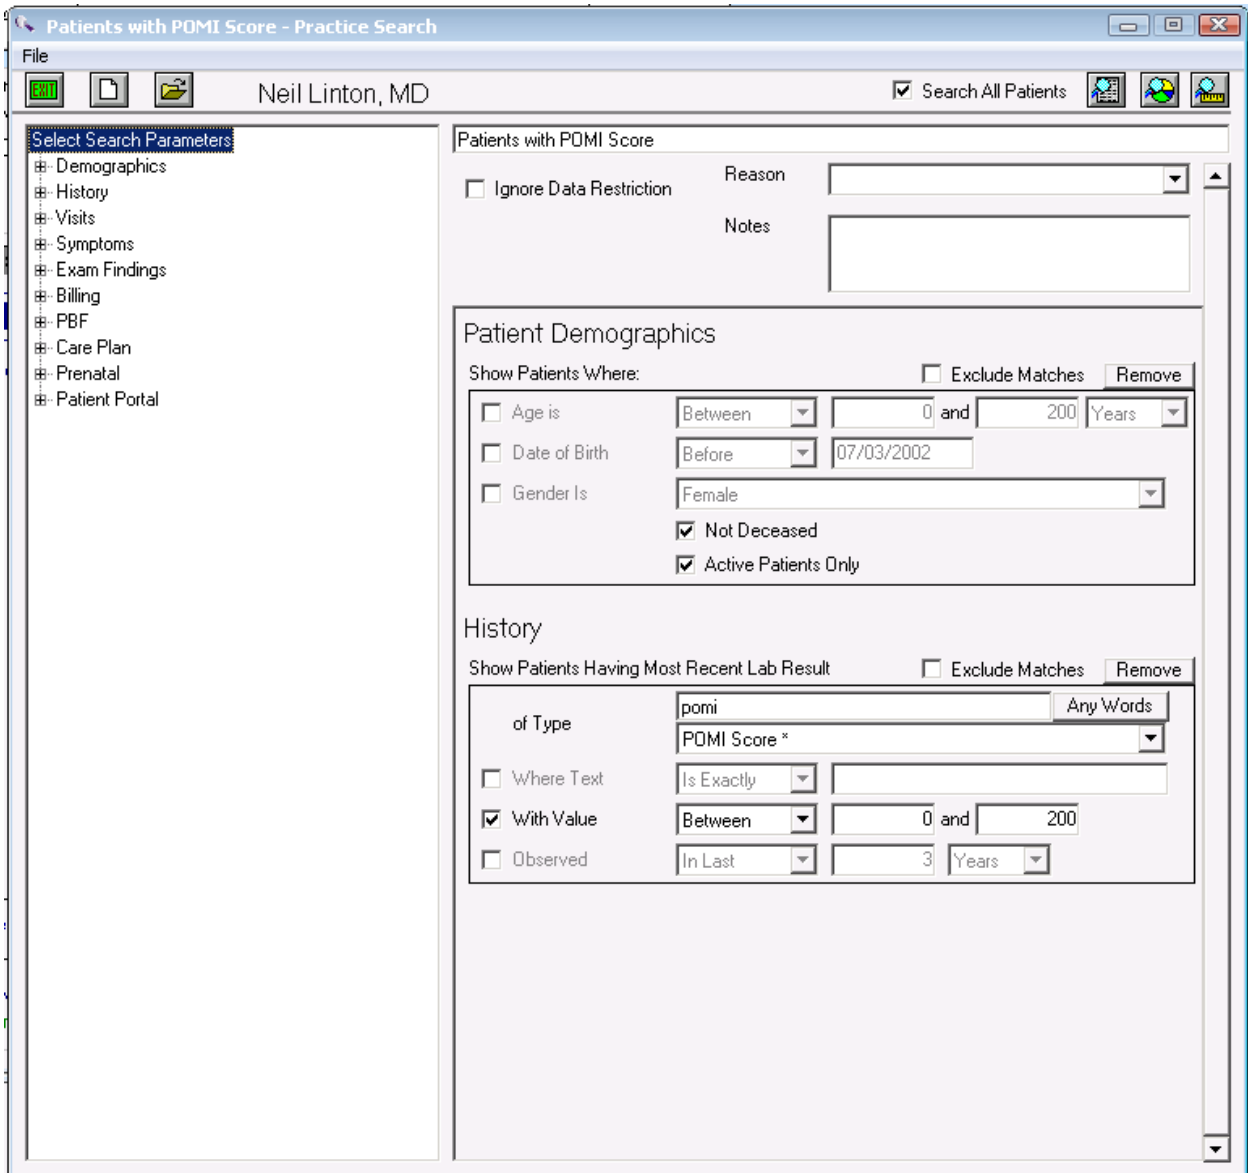 Patients with POMI Score - Practice Search
File
EXIT
Neil Linton, MD
Search All Patients
Select Search Parameters
Demographics
History
Visits
Symptoms
Exam Findings
Billing
PBF
Care Plan
Prenatal
Patient Portal
Patients with POMI Score
Ignore Data Restriction
Reason
Notes
Patient Demographics
Show Patients Where: Exclude Matches Remove
Age is Between 0 and 200 Years
Date of Birth Before 07/03/2002
Gender Is Female
Not Deceased
Active Patients Only
History
Show Patients Having Most Recent Lab Result Exclude Matches Remove
of Type pomi Any Words
POMI Score *
Where Text Is Exactly
With Value Between 0 and 200
Observed In Last 3 Years